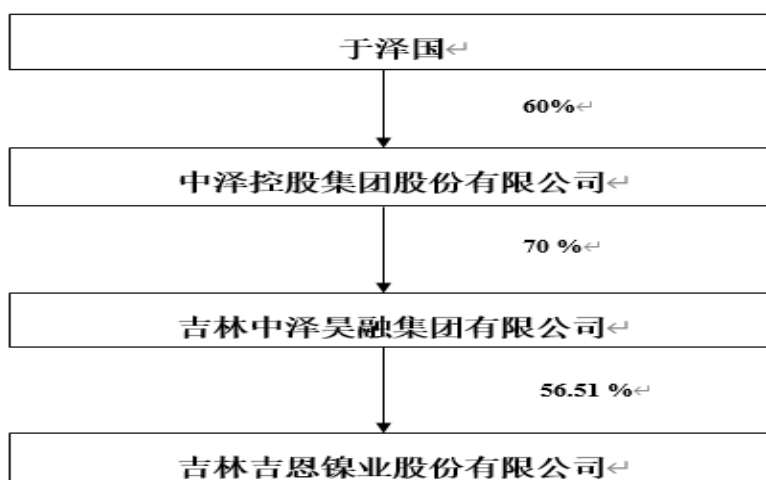 于泽国↵
60%↵
中泽控股集团股份有限公司↵
70 %↵
吉林中泽昊融集团有限公司↵
56.51 %↵
吉林吉恩镍业股份有限公司↵